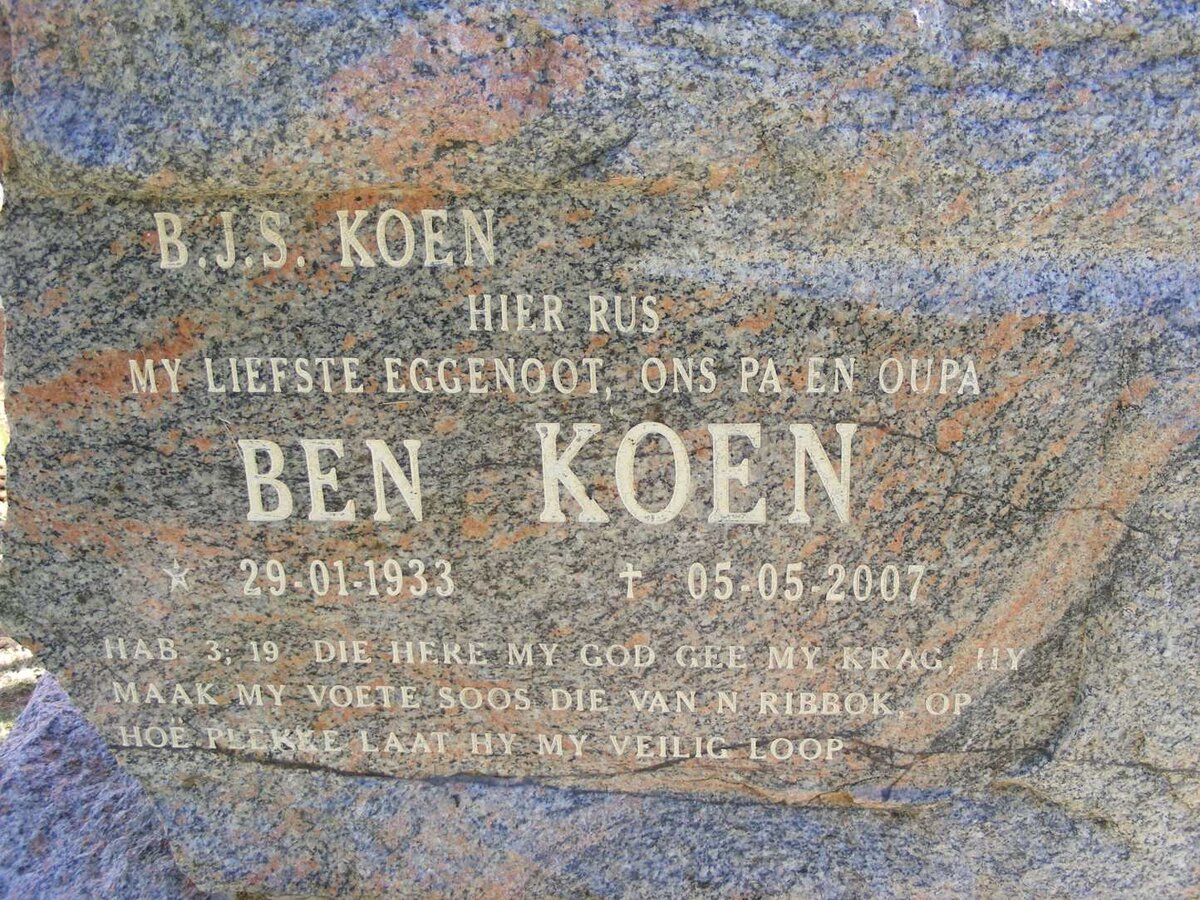 B.J.S. KOEN
HIER RUS
MY LIEFSTE EGGENOOT, ONS PA EN OUPA
BEN KOEN
☆ 29-01-1933 † 05-05-2007
HAB 3; 19 DIE HERE MY GOD GEE MY KRAG, HY
MAAK MY VOETE SOOS DIE VAN N RIBBOK, OP
HOË PLEKKE LAAT HY MY VEILIG LOOP